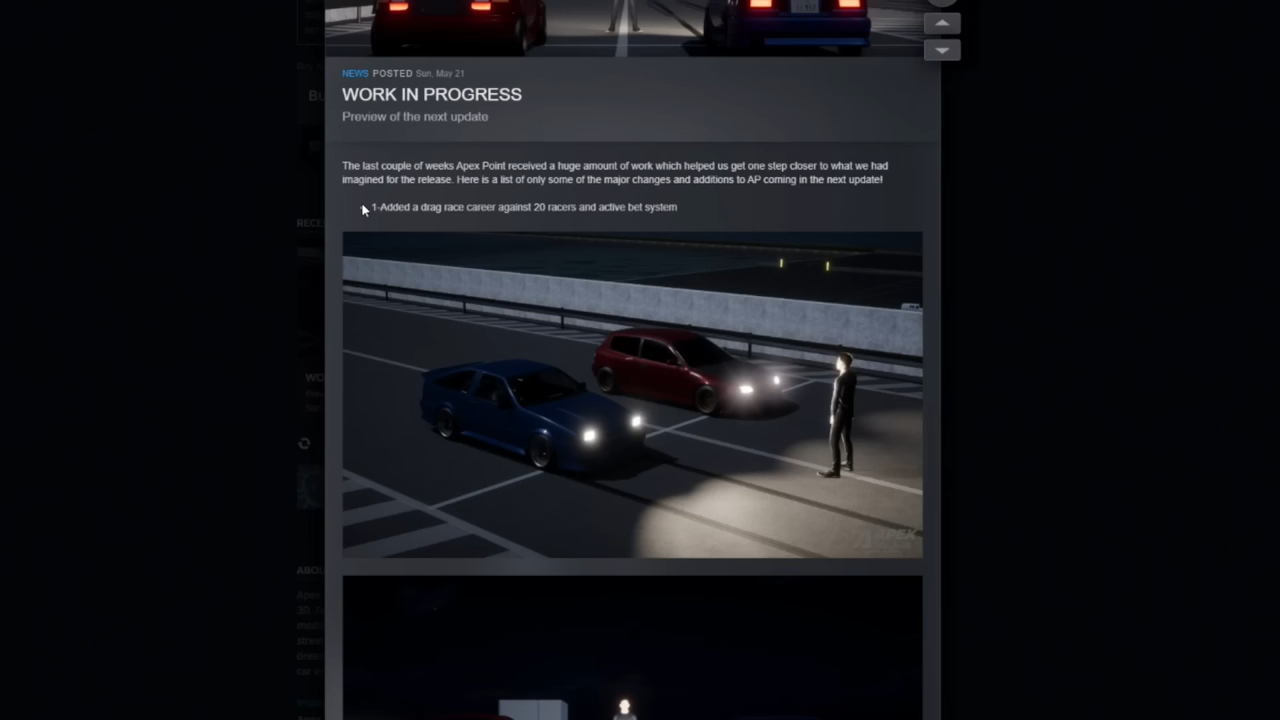 NEWS POSTED Sun, May 21
WORK IN PROGRESS
Preview of the next update
The last couple of weeks Apex Point received a huge amount of work which helped us get one step closer to what we had
imagined for the release. Here is a list of only some of the major changes and additions to AP coming in the next update!
1-Added a drag race career against 20 racers and active bet system
APEX